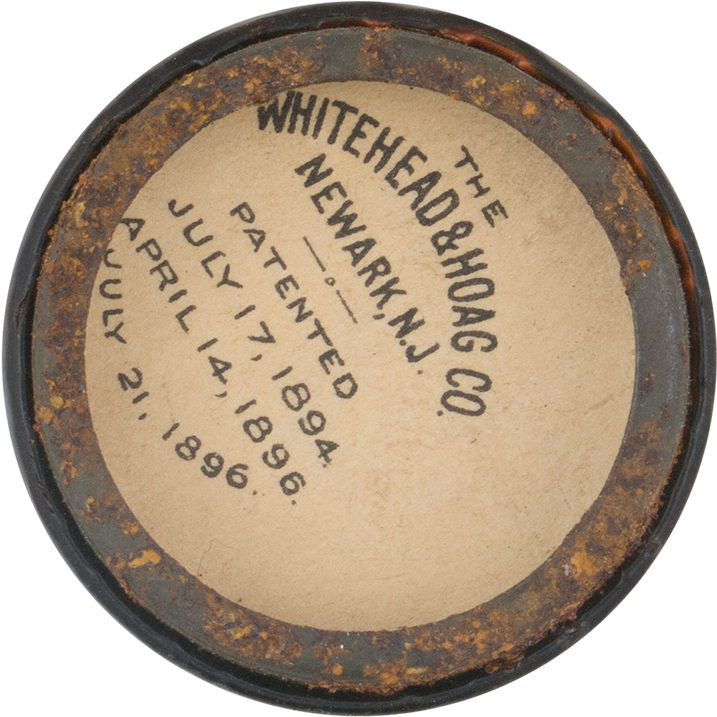 THE
WHITEHEAD & HOAG CO.
NEWARK, N.J.
PATENTED
JULY 17, 1894.
APRIL 14, 1896.
JULY 21, 1896.